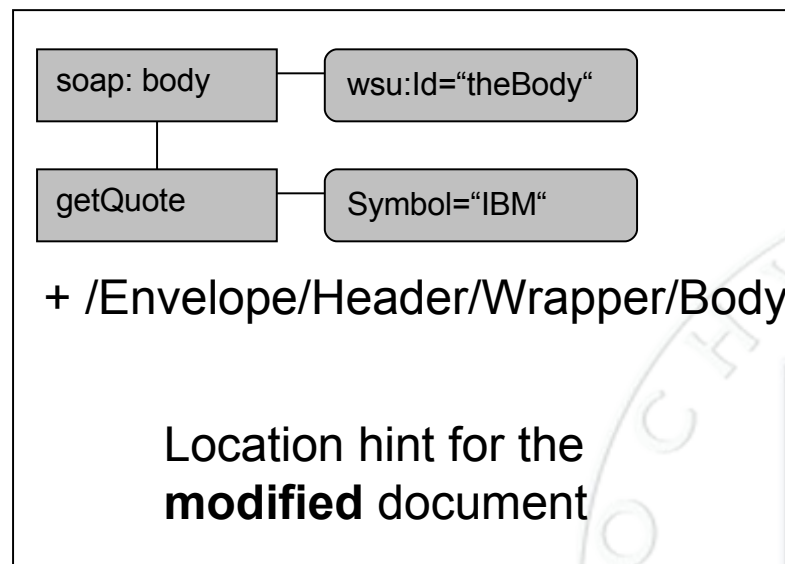 soap: body wsu:Id=“theBody“
getQuote Symbol=“IBM“
+ /Envelope/Header/Wrapper/Body
Location hint for the
modified document